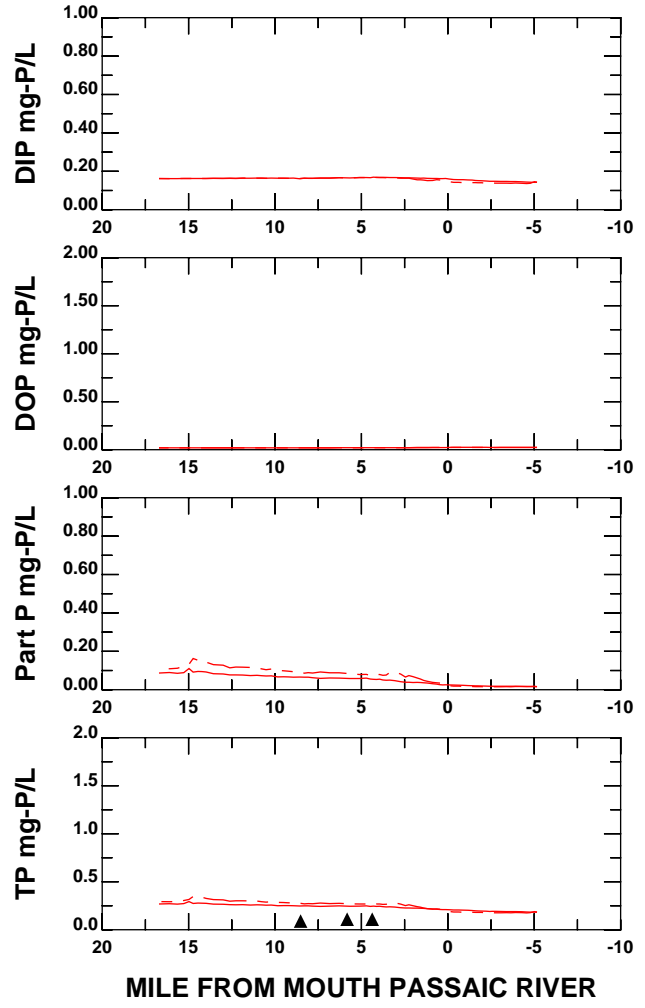 DIP mg-P/L
1.00
0.80
0.60
0.40
0.20
0.00
20 15 10 5 0 -5 -10
DOP mg-P/L
2.00
1.50
1.00
0.50
0.00
20 15 10 5 0 -5 -10
Part P mg-P/L
1.00
0.80
0.60
0.40
0.20
0.00
20 15 10 5 0 -5 -10
TP mg-P/L
2.0
1.5
1.0
0.5
0.0
20 15 10 5 0 -5 -10
MILE FROM MOUTH PASSAIC RIVER